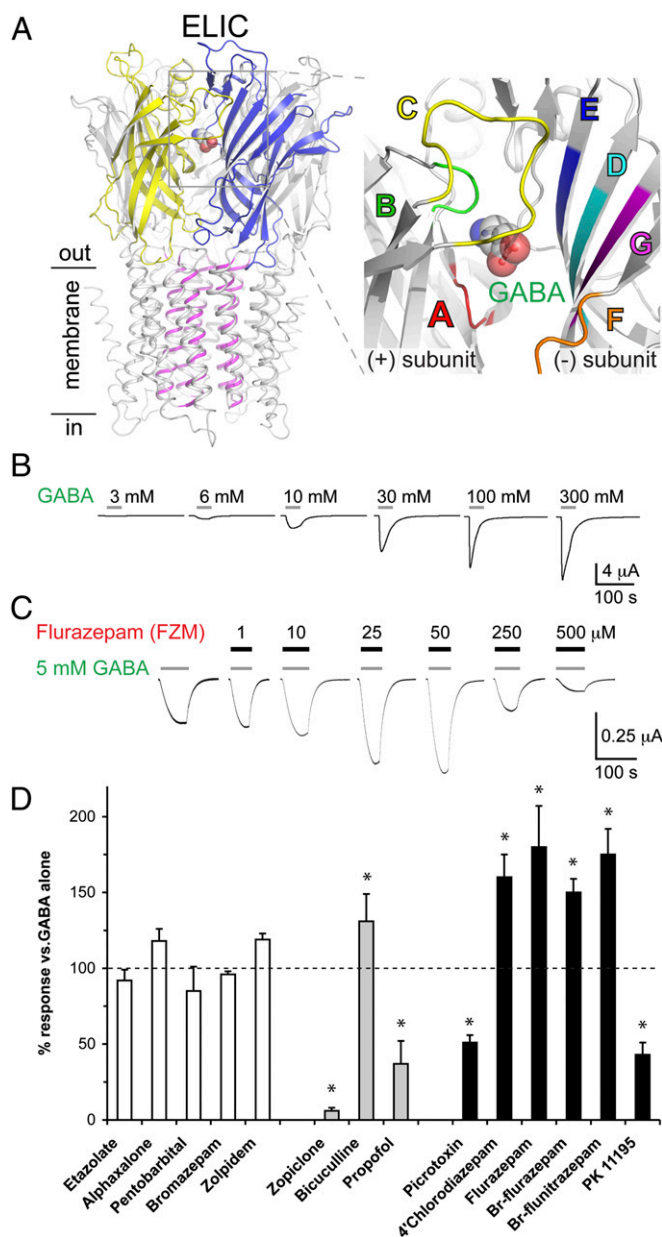 A
ELIC
out
membrane
in
C
B
A
E
D
G
F
GABA
(+) subunit
(-) subunit
B
GABA
3 mM
6 mM
10 mM
30 mM
100 mM
300 mM
4 μA
100 s
C
Flurazepam (FZM)
1
10
25
50
250
500
μM
5 mM GABA
0.25 μA
100 s
D
% response vs.GABA alone
200
150
100
50
0
*
*
*
*
*
*
*
*
*
Etazolate
Alphaxalone
Pentobarbital
Bromazepam
Zolpidem
Zopiclone
Bicuculline
Propofol
Picrotoxin
4'Chlorodiazepam
Flurazepam
Br-flurazepam
Br-flunitrazepam
PK 11195